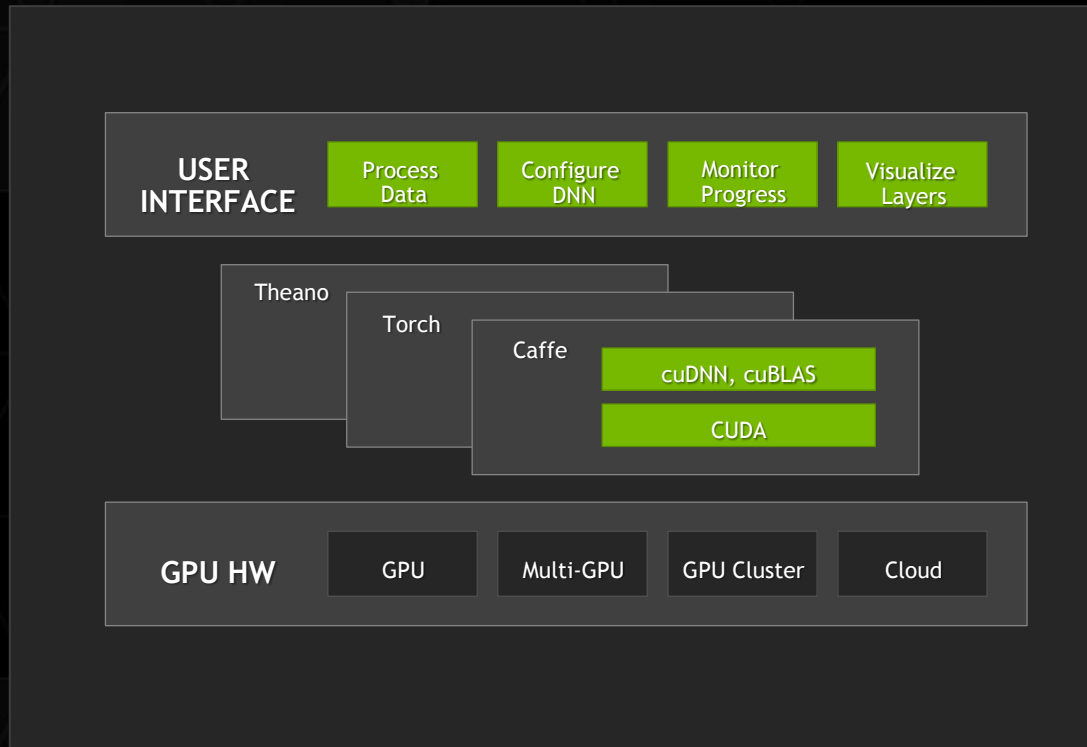 USER
INTERFACE
Process
Data
Configure
DNN
Monitor
Progress
Visualize
Layers
Theano
Torch
Caffe
cuDNN, cuBLAS
CUDA
GPU HW
GPU
Multi-GPU
GPU Cluster
Cloud